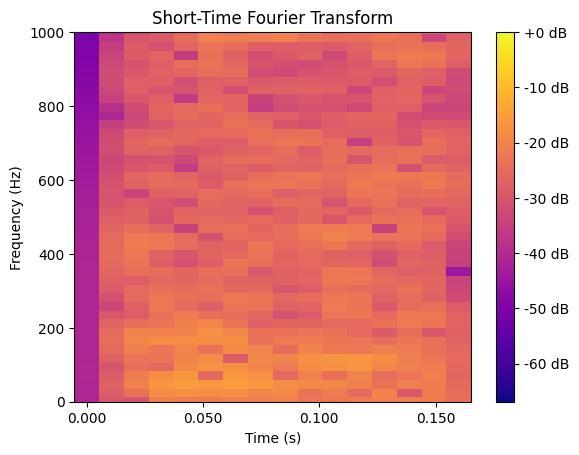 Short-Time Fourier Transform
Frequency (Hz)
1000
800
600
400
200
0
0.000
0.050
0.100
0.150
Time (s)
+0 dB
-10 dB
-20 dB
-30 dB
-40 dB
-50 dB
-60 dB